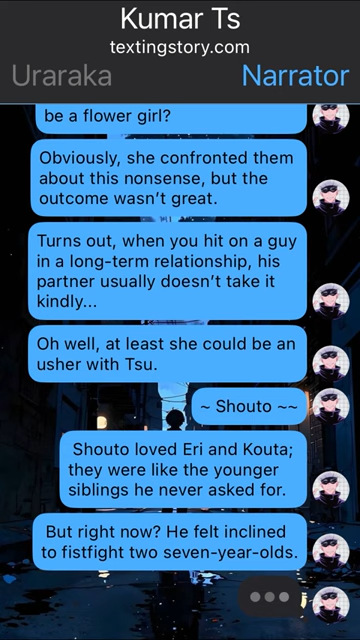 Kumar Ts
textingstory.com
Uraraka
Narrator
be a flower girl?
Obviously, she confronted them
about this nonsense, but the
outcome wasn’t great.
Turns out, when you hit on a guy
in a long-term relationship, his
partner usually doesn’t take it
kindly...
Oh well, at least she could be an
usher with Tsu.
~ Shouto ~~
Shouto loved Eri and Kouta;
they were like the younger
siblings he never asked for.
But right now? He felt inclined
to fistfight two seven-year-olds.